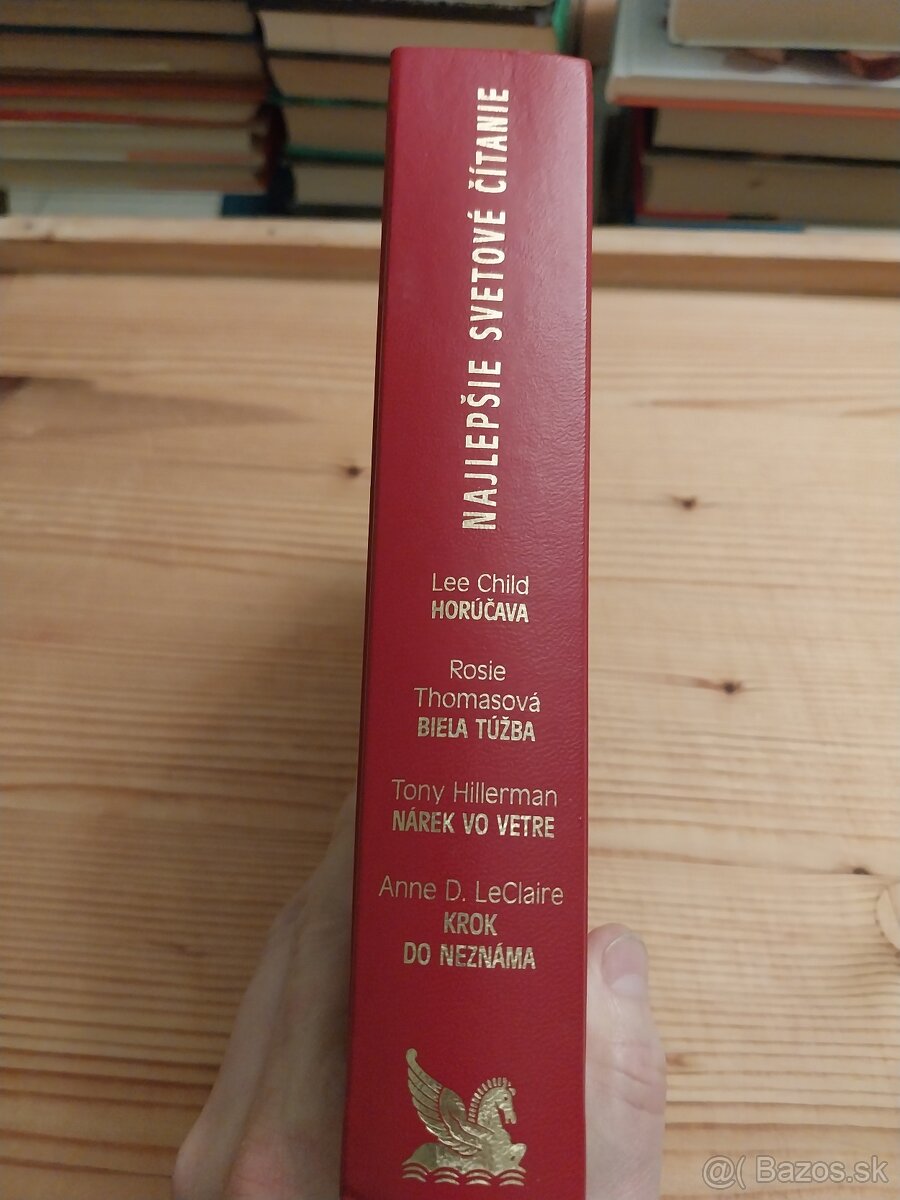 NAJLEPŠIE SVETOVÉ ČÍTANIE
Lee Child
HORÚČAVA
Rosie
Thomasová
BIELA TÚŽBA
Tony Hillerman
NÁREK VO VETRE
Anne D. LeClaire
KROK
DO NEZNÁMA
@( Bazos.sk